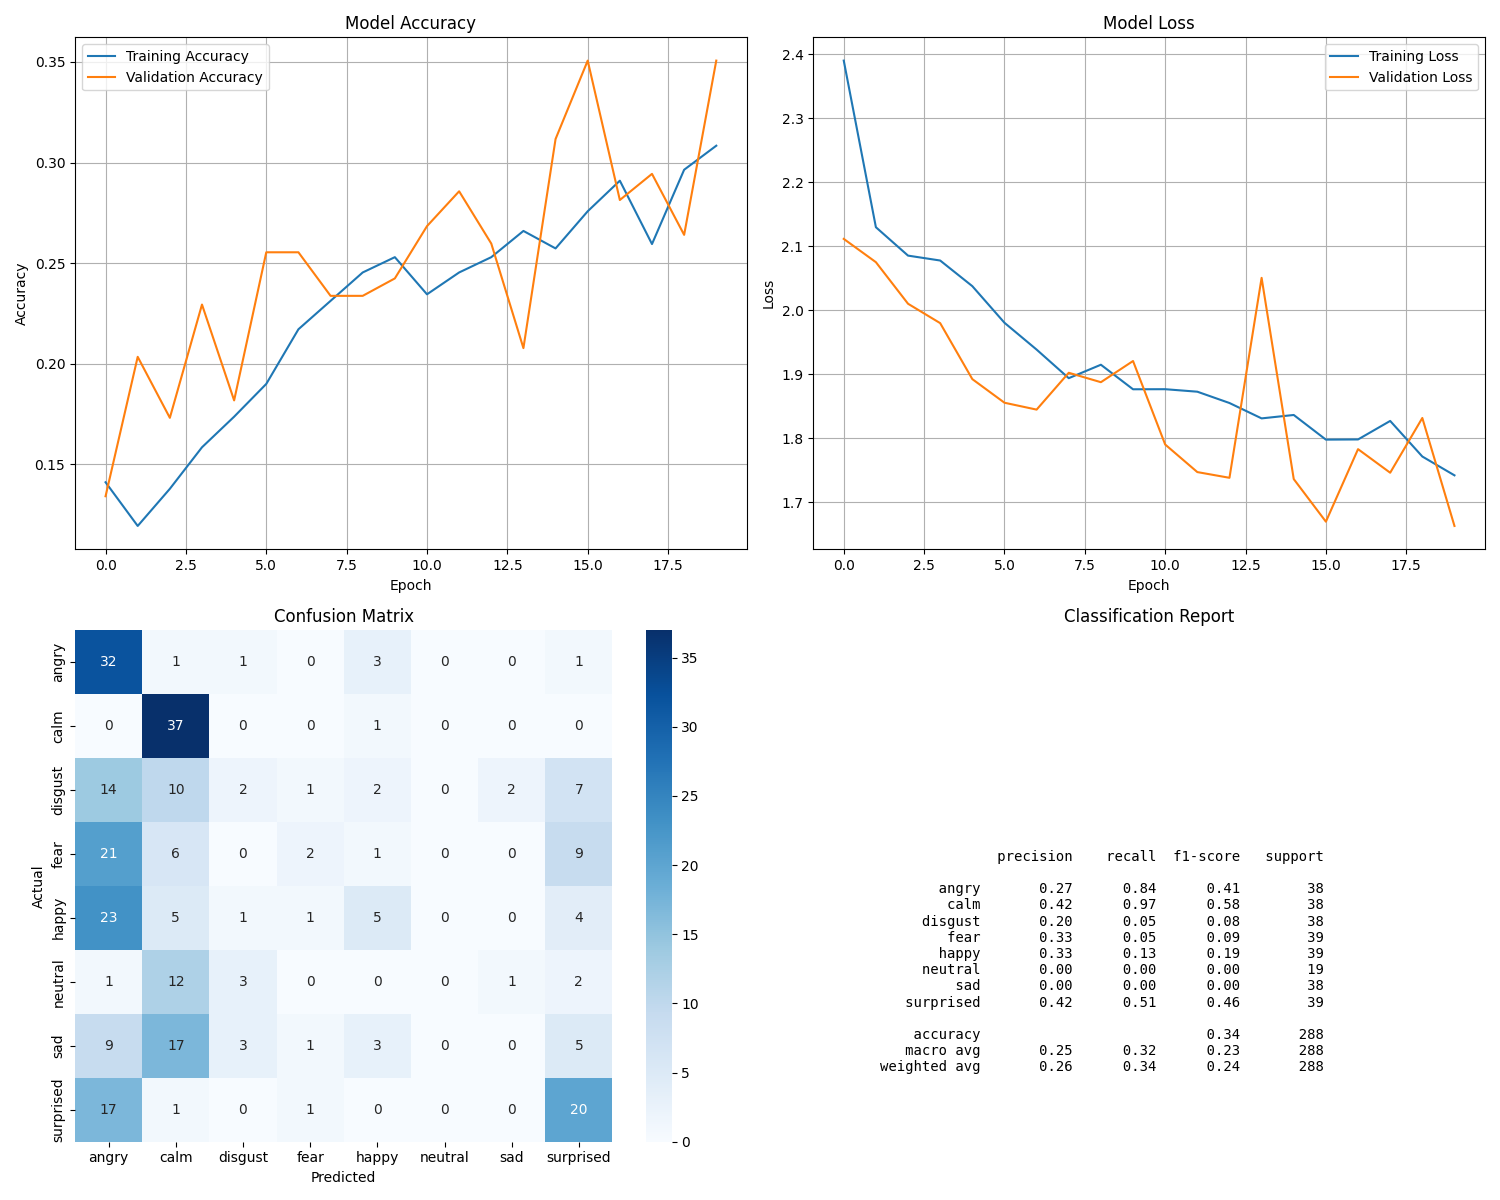 Model Accuracy
Training Accuracy
Validation Accuracy
0.35
0.30
0.25
0.20
0.15
Accuracy
0.0 2.5 5.0 7.5 10.0 12.5 15.0 17.5
Epoch
Model Loss
Training Loss
Validation Loss
2.4
2.3
2.2
2.1
2.0
1.9
1.8
1.7
Loss
0.0 2.5 5.0 7.5 10.0 12.5 15.0 17.5
Epoch
Confusion Matrix
angry 32 1 1 0 3 0 0 1
calm 0 37 0 0 1 0 0 0
disgust 14 10 2 1 2 0 2 7
fear 21 6 0 2 1 0 0 9
happy 23 5 1 1 5 0 0 4
neutral 1 12 3 0 0 0 1 2
sad 9 17 3 1 3 0 0 5
surprised 17 1 0 1 0 0 0 20
Actual
angry calm disgust fear happy neutral sad surprised
Predicted
35
30
25
20
15
10
5
0
Classification Report
precision recall f1-score support
angry 0.27 0.84 0.41 38
calm 0.42 0.97 0.58 38
disgust 0.20 0.05 0.08 38
fear 0.33 0.05 0.09 39
happy 0.33 0.13 0.19 39
neutral 0.00 0.00 0.00 19
sad 0.00 0.00 0.00 38
surprised 0.42 0.51 0.46 39
accuracy 0.34 288
macro avg 0.25 0.32 0.23 288
weighted avg 0.26 0.34 0.24 288